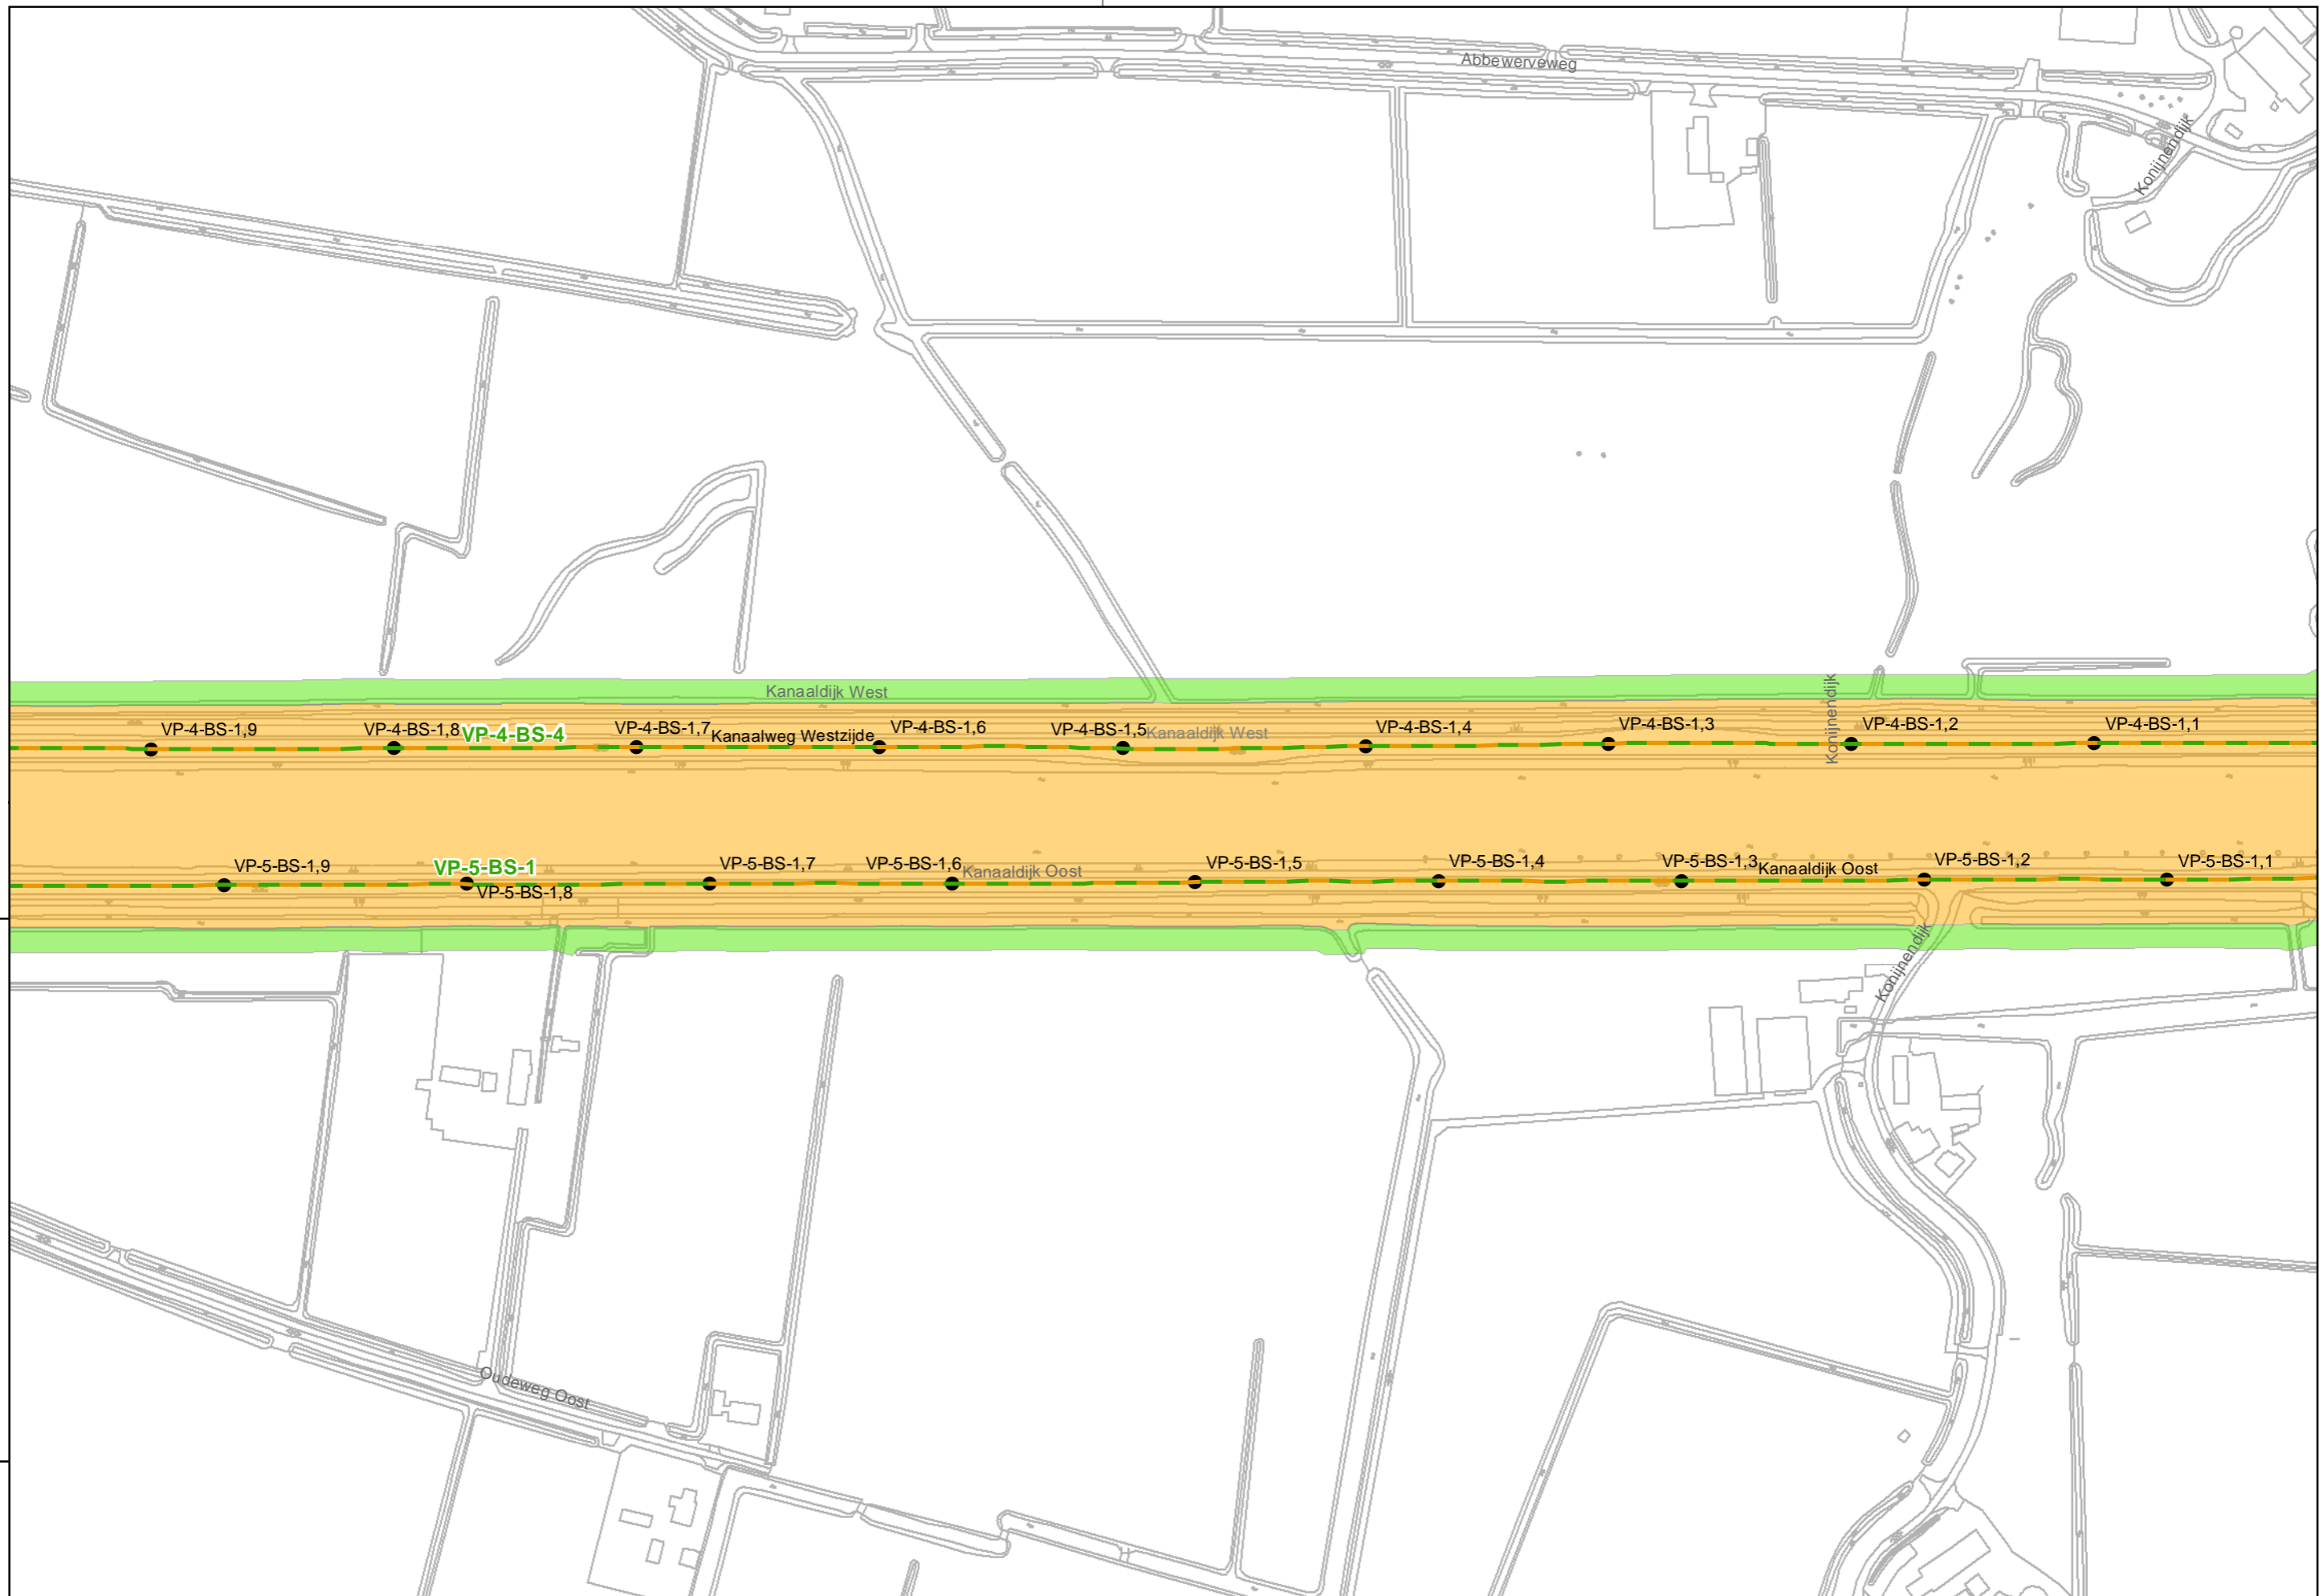 Abbewerveweg
Konijnendijk
Kanaaldijk West
Konijnendijk
VP-4-BS-1,9
VP-4-BS-1,8
VP-4-BS-4
VP-4-BS-1,7
Kanaalweg Westzijde
VP-4-BS-1,6
VP-4-BS-1,5
Kanaaldijk West
VP-4-BS-1,4
VP-4-BS-1,3
VP-4-BS-1,2
VP-4-BS-1,1
VP-5-BS-1,9
VP-5-BS-1
VP-5-BS-1,8
VP-5-BS-1,7
VP-5-BS-1,6
Kanaaldijk Oost
VP-5-BS-1,5
VP-5-BS-1,4
VP-5-BS-1,3
Kanaaldijk Oost
VP-5-BS-1,2
VP-5-BS-1,1
Konijnendijk
Oudeweg Oost